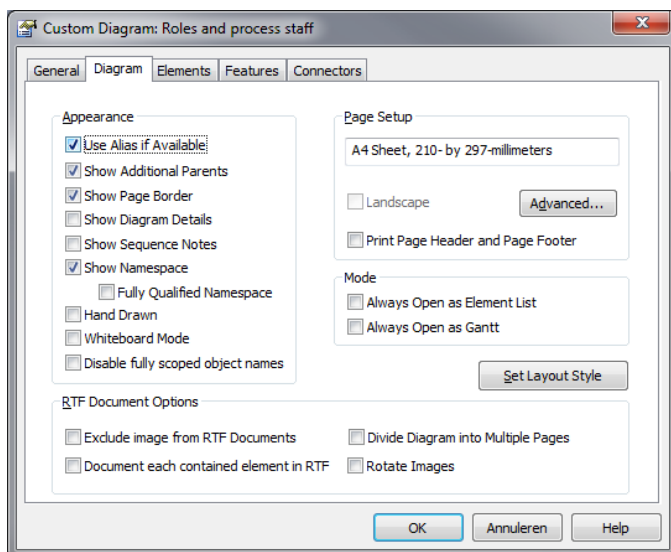 Custom Diagram: Roles and process staff
General Diagram Elements Features Connectors
Appearance
Use Alias if Available
Show Additional Parents
Show Page Border
Show Diagram Details
Show Sequence Notes
Show Namespace
Fully Qualified Namespace
Hand Drawn
Whiteboard Mode
Disable fully scoped object names
Page Setup
A4 Sheet, 210- by 297-millimeters
Landscape
Advanced...
Print Page Header and Page Footer
Mode
Always Open as Element List
Always Open as Gantt
Set Layout Style
RTF Document Options
Exclude image from RTF Documents
Divide Diagram into Multiple Pages
Document each contained element in RTF
Rotate Images
OK
Annuleren
Help